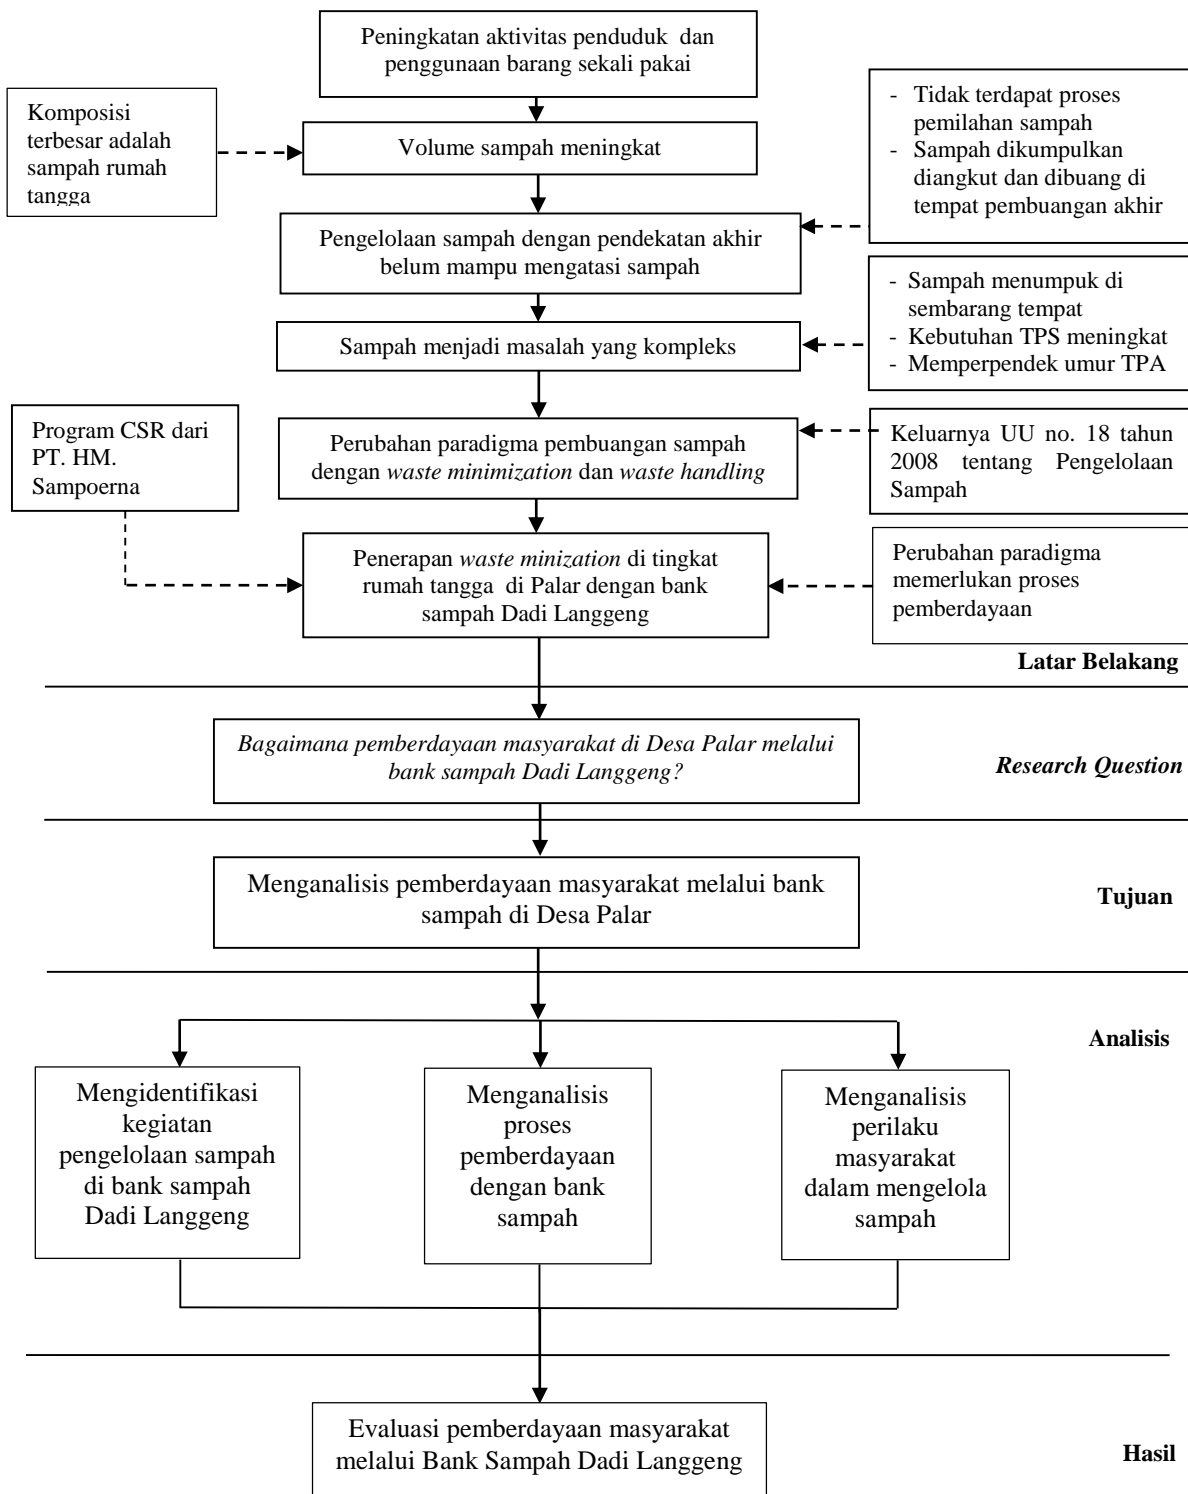 Peningkatan aktivitas penduduk dan
penggunaan barang sekali pakai
Komposisi
terbesar adalah
sampah rumah
tangga
Volume sampah meningkat
- Tidak terdapat proses
pemilahan sampah
- Sampah dikumpulkan
diangkut dan dibuang di
tempat pembuangan akhir
Pengelolaan sampah dengan pendekatan akhir
belum mampu mengatasi sampah
- Sampah menumpuk di
sembarang tempat
- Kebutuhan TPS meningkat
- Memperpendek umur TPA
Sampah menjadi masalah yang kompleks
Program CSR dari
PT. HM.
Sampoerna
Perubahan paradigma pembuangan sampah
dengan waste minimization dan waste handling
Keluarnya UU no. 18 tahun
2008 tentang Pengelolaan
Sampah
Penerapan waste minization di tingkat
rumah tangga di Palar dengan bank
sampah Dadi Langgeng
Perubahan paradigma
memerlukan proses
pemberdayaan
Latar Belakang
Bagaimana pemberdayaan masyarakat di Desa Palar melalui
bank sampah Dadi Langgeng?
Research Question
Menganalisis pemberdayaan masyarakat melalui bank
sampah di Desa Palar
Tujuan
Analisis
Mengidentifikasi
kegiatan
pengelolaan sampah
di bank sampah
Dadi Langgeng
Menganalisis
proses
pemberdayaan
dengan bank
sampah
Menganalisis
perilaku
masyarakat
dalam mengelola
sampah
Evaluasi pemberdayaan masyarakat
melalui Bank Sampah Dadi Langgeng
Hasil